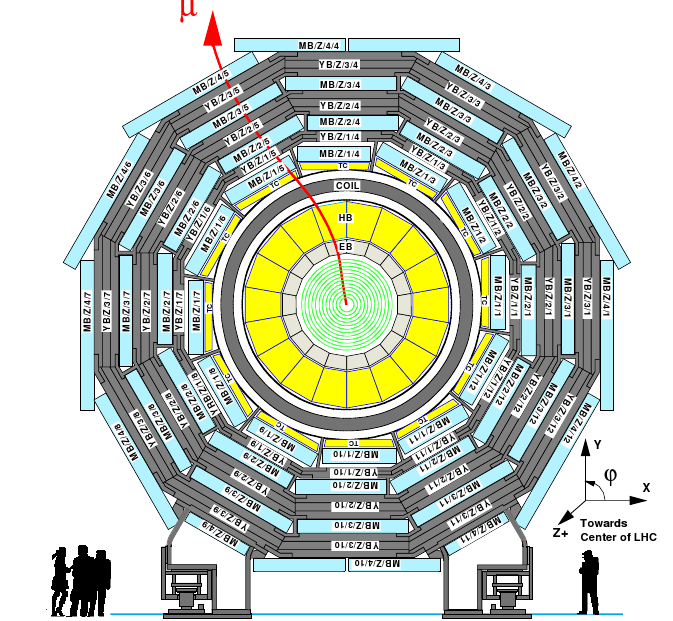 μ
MB/Z/4/4
YB/Z/3/4
MB/Z/3/4
YB/Z/2/4
MB/Z/2/4
YB/Z/1/4
MB/Z/1/4
TC
COIL
HB
EB
MB/Z/4/5
YB/Z/3/5
MB/Z/3/5
YB/Z/2/5
MB/Z/2/5
YB/Z/1/5
MB/Z/1/5
TC
MB/Z/4/3
YB/Z/3/3
MB/Z/3/3
YB/Z/2/3
MB/Z/2/3
YB/Z/1/3
MB/Z/1/3
TC
MB/Z/4/6
YB/Z/3/6
MB/Z/3/6
YB/Z/2/6
MB/Z/2/6
YB/Z/1/6
MB/Z/1/6
TC
MB/Z/4/2
YB/Z/3/2
MB/Z/3/2
YB/Z/2/2
MB/Z/2/2
YB/Z/1/2
MB/Z/1/2
TC
MB/Z/4/7
YB/Z/3/7
MB/Z/3/7
YB/Z/2/7
MB/Z/2/7
YB/Z/1/7
MB/Z/1/7
TC
TC
MB/Z/1/1
YB/Z/1/1
MB/Z/2/1
YB/Z/2/1
MB/Z/3/1
YB/Z/3/1
MB/Z/4/1
MB/Z/4/8
YB/Z/3/8
MB/Z/3/8
YB/Z/2/8
MB/Z/2/8
YRB/Z/1/8
MB/Z/1/8
TC
TC
MB/Z/1/12
YB/Z/1/12
MB/Z/2/12
YB/Z/2/12
MB/Z/3/12
YB/Z/3/12
MB/Z/4/12
TC
MB/Z/1/9
YB/Z/1/9
MB/Z/2/9
YB/Z/2/9
MB/Z/3/9
YB/Z/3/9
MB/Z/4/9
TC
MB/Z/1/10
YB/Z/1/10
MB/Z/2/10
YB/Z/2/10
MB/Z/3/10
YB/Z/3/10
MB/Z/4/10
TC
MB/Z/1/11
YB/Z/1/11
MB/Z/2/11
YB/Z/2/11
MB/Z/3/11
YB/Z/3/11
MB/Z/4/11
Y
φ
X
Z+
Towards
Center of LHC